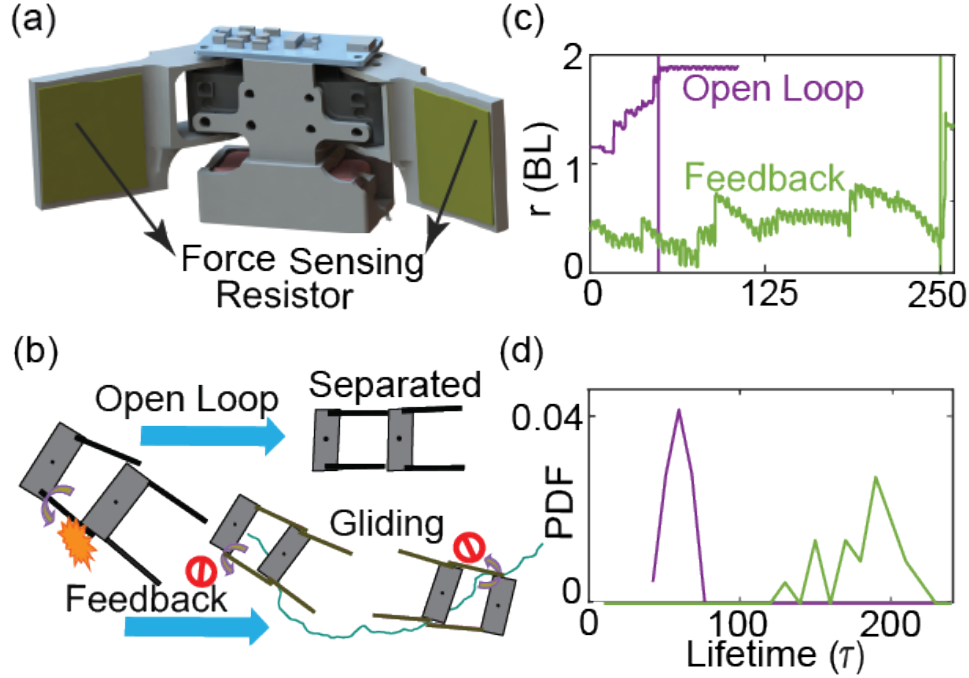 (a)
Force Sensing
Resistor
(b)
Open Loop
Separated
Gliding
Feedback
(c)
2
Open Loop
r (BL)
1
Feedback
0
0
125
250
(d)
0.04
PDF
0
0
100
200
Lifetime (τ)